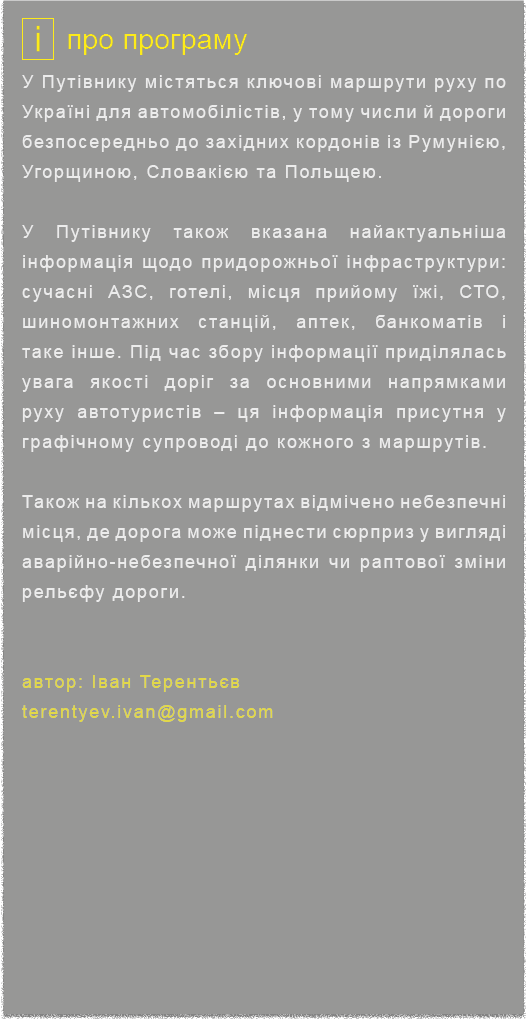 і про програму
У Путівнику містяться ключові маршрути руху по
Україні для автомобілістів, у тому числи й дороги
безпосередньо до західних кордонів із Румунією,
Угорщиною, Словакією та Польщею.
У Путівнику також вказана найактуальніша
інформація щодо придорожньої інфраструктури:
сучасні АЗС, готелі, місця прийому їжі, СТО,
шиномонтажних станцій, аптек, банкоматів і
таке інше. Під час збору інформації приділялась
увага якості доріг за основними напрямками
руху автотуристів – ця інформація присутня у
графічному супроводі до кожного з маршрутів.
Також на кількох маршрутах відмічено небезпечні
місця, де дорога може піднести сюрприз у вигляді
аварійно-небезпечної ділянки чи раптової зміни
рельєфу дороги.
автор: Іван Терентьєв
terentyev.ivan@gmail.com